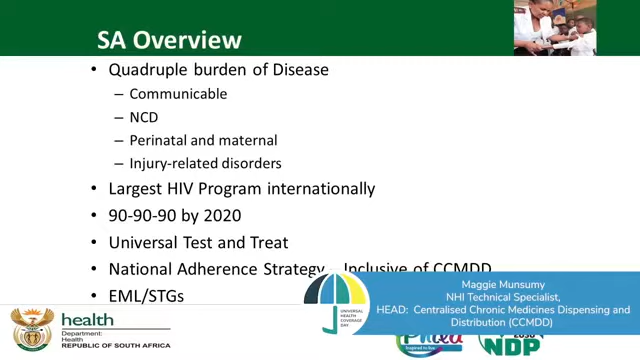 SA Overview
• Quadruple burden of Disease
– Communicable
– NCD
– Perinatal and maternal
– Injury-related disorders
• Largest HIV Program internationally
• 90-90-90 by 2020
• Universal Test and Treat
• National Adherence Strategy – Inclusive of CCMDD
• EML/STGs
UNIVERSAL
HEALTH
COVERAGE
DAY
Maggie Munsumy
NHI Technical Specialist,
HEAD: Centralised Chronic Medicines Dispensing and
Distribution (CCMDD)
health
Department:
Health
REPUBLIC OF SOUTH AFRICA
NDP